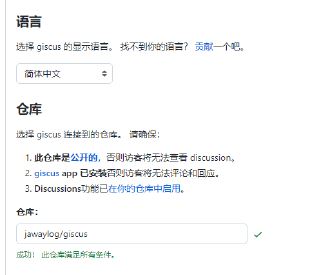 语言
选择 giscus 的显示语言。 找不到你的语言? 贡献一个吧。
简体中文
仓库
选择 giscus 连接到的仓库。 请确保:
1. 此仓库是公开的，否则访客将无法查看 discussion。
2. giscus app 已安装否则访客将无法评论和回应。
3. Discussions功能已在你的仓库中启用。
仓库:
jawaylog/giscus
成功! 此仓库满足所有条件。